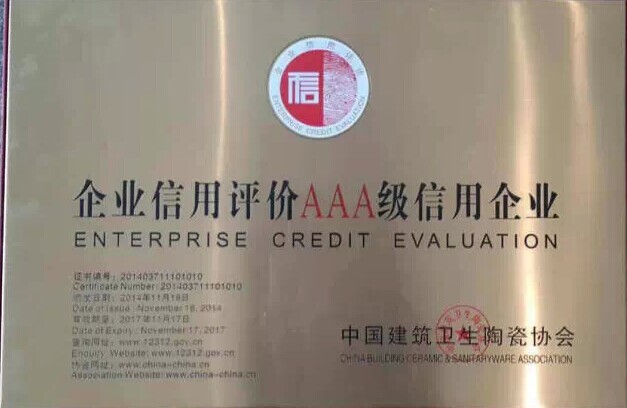 企业信用评价
信
ENTERPRISE CREDIT EVALUATION
企业信用评价AAA级信用企业
ENTERPRISE CREDIT EVALUATION
证书编号：201403711101010
Certificate Number：201403711101010
颁发日期：2014年11月18日
Date of Issue：November 18, 2014
有效期至：2017年11月17日
Date of Expiry：November 17, 2017
查询网址：www.12312.gov.cn
Enquiry Website：www.12312.gov.cn
协会网址：www.china-china.cn
Association Website：www.china-china.cn
中国建筑卫生陶瓷协会
CHINA BUILDING CERAMIC & SANITARYWARE ASSOCIATION